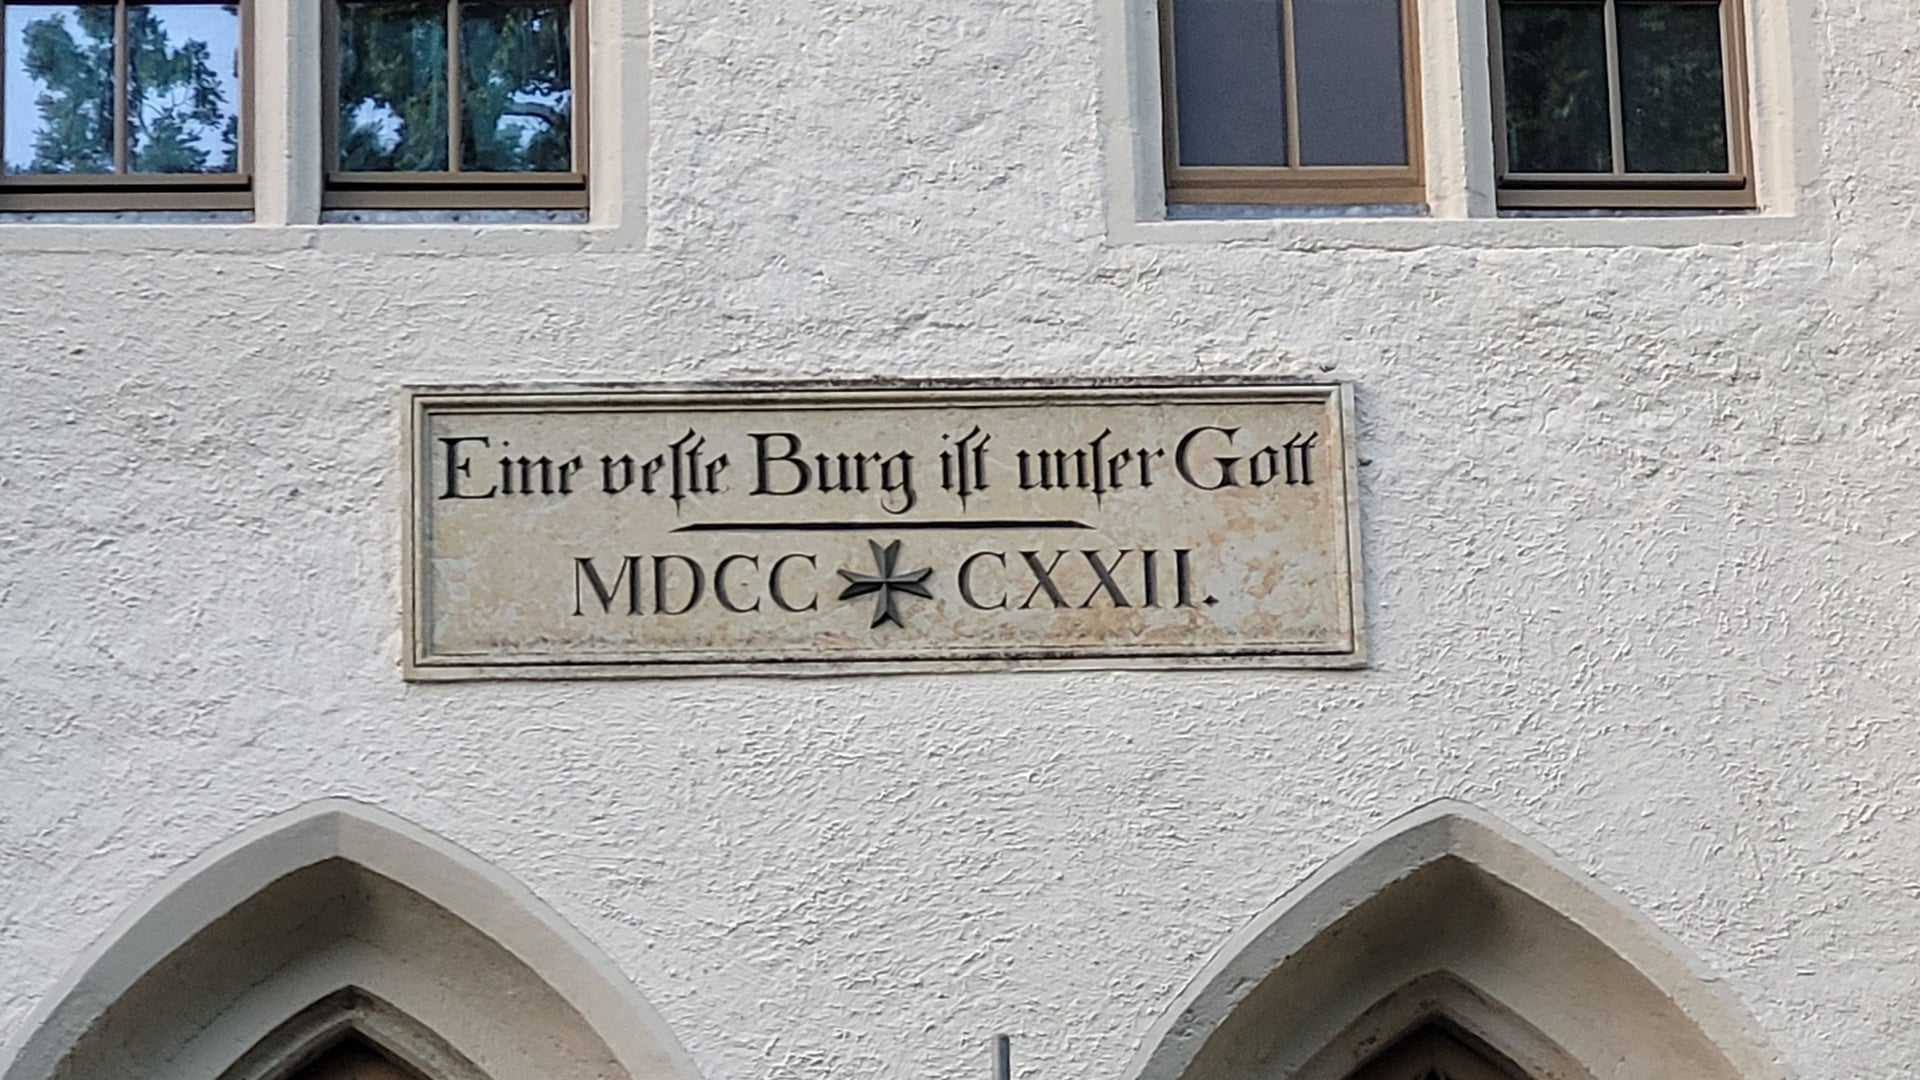 Eine veſte Burg iſt unſer Gott
MDCC ✠ CXXII.